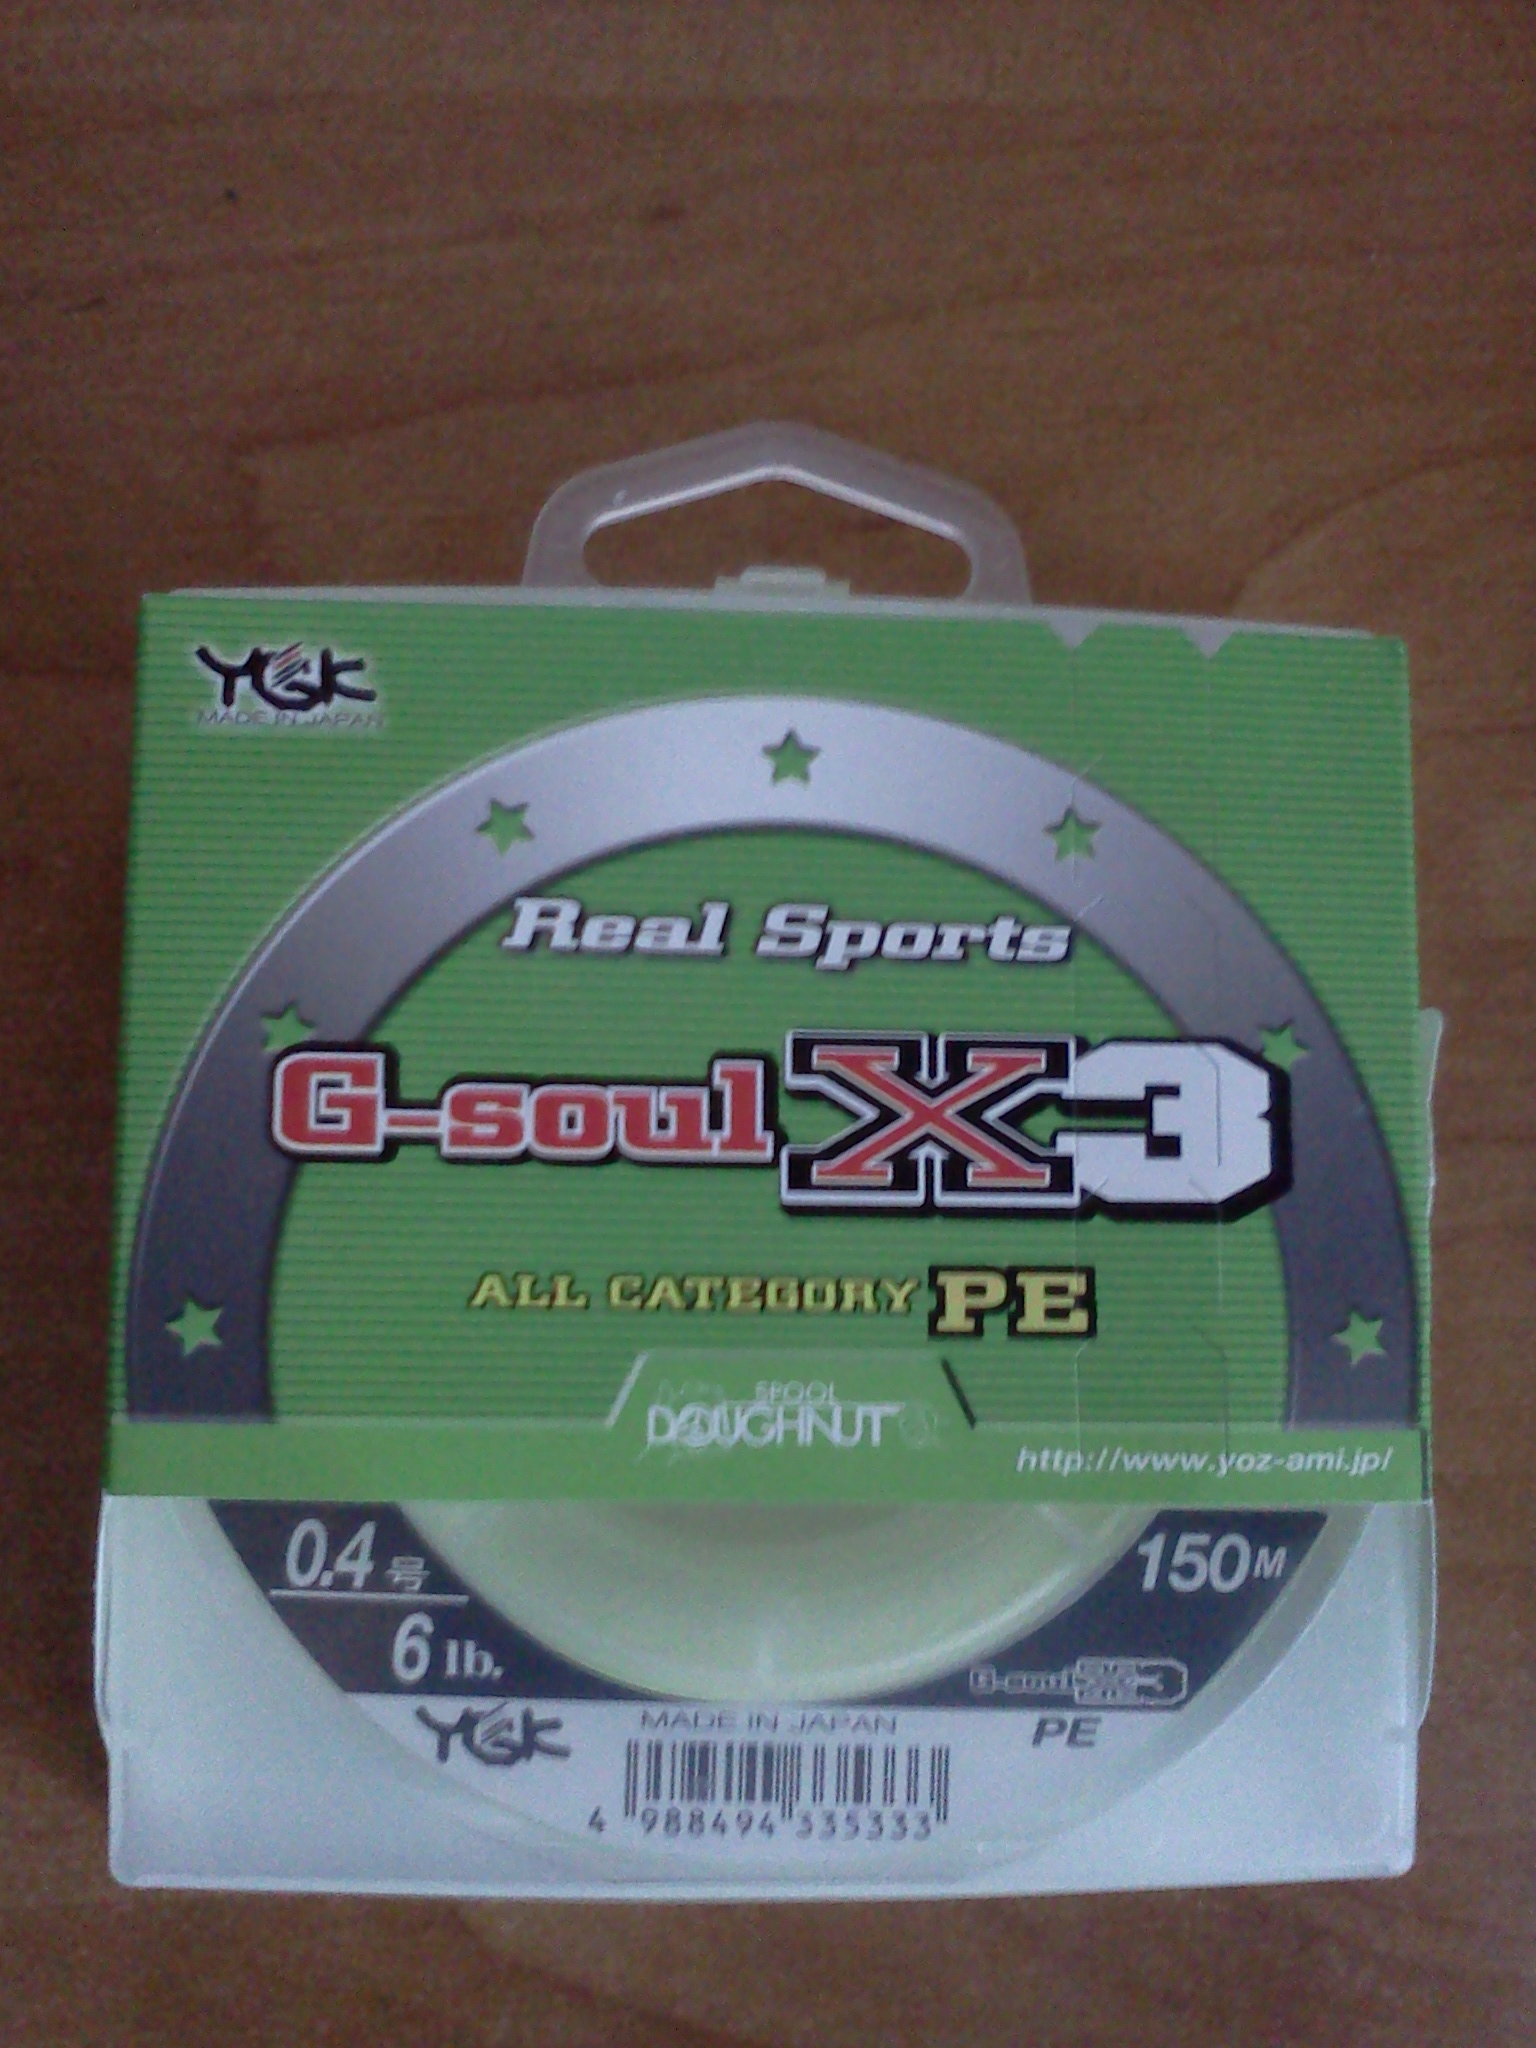 YGK
MADE IN JAPAN
Real Sports
G-soul X3
ALL CATEGORY PE
SPOOL
DOUGHNUT
http://www.yoz-ami.jp/
0.4号
150M
6 lb.
G-soul X3
PE
YGK
MADE IN JAPAN
4 988494 335333